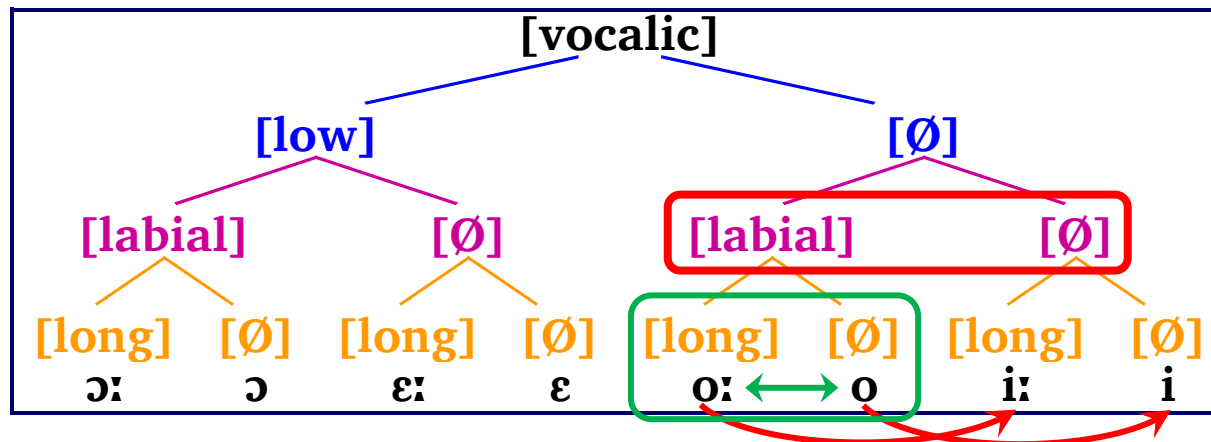 [vocalic]
[low] [Ø]
[labial] [Ø] [labial] [Ø]
[long] [Ø] [long] [Ø] [long] [Ø] [long] [Ø]
ɔː ɔ ɛː ɛ oː o iː i